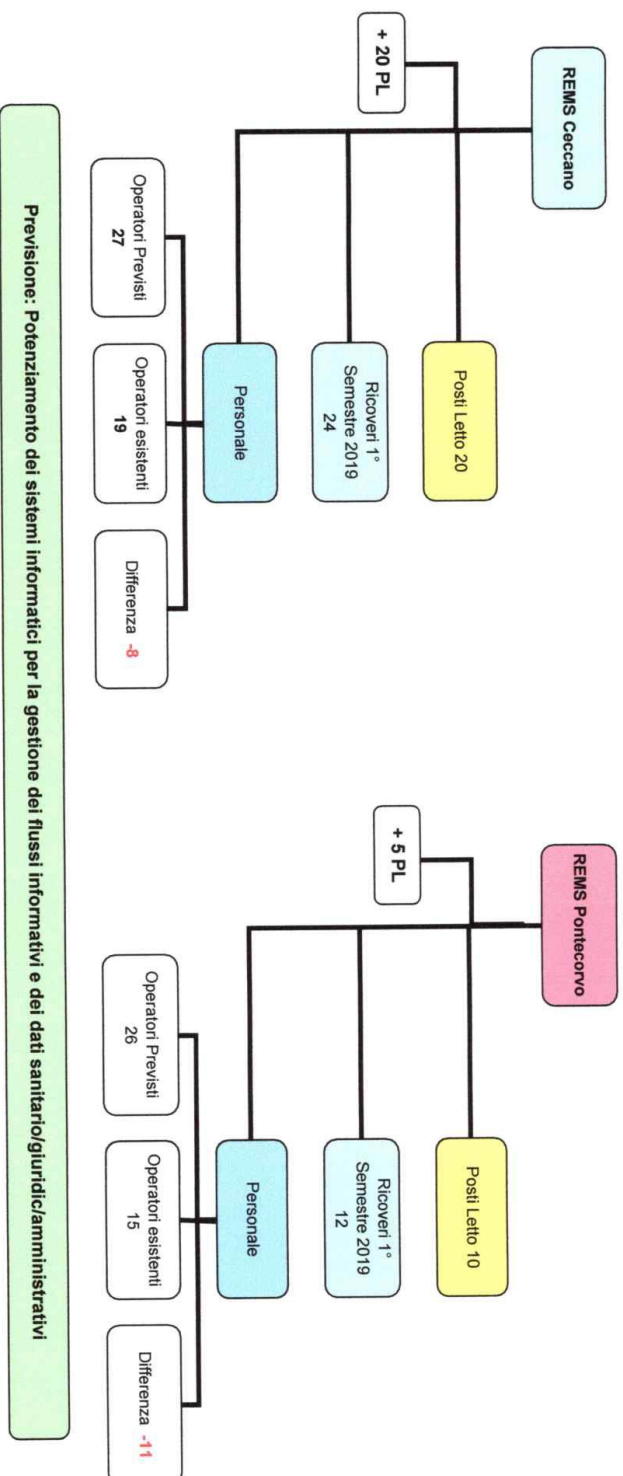 REMS Ceccano
+ 20 PL
Posti Letto 20
Ricoveri 1°
Semestre 2019
24
Personale
Operatori Previsti
27
Operatori esistenti
19
Differenza -8
REMS Pontecorvo
+ 5 PL
Posti Letto 10
Ricoveri 1°
Semestre 2019
12
Personale
Operatori Previsti
26
Operatori esistenti
15
Differenza -11
Previsione: Potenziamento dei sistemi informatici per la gestione dei flussi informativi e dei dati sanitario/giuridic/amministrativi